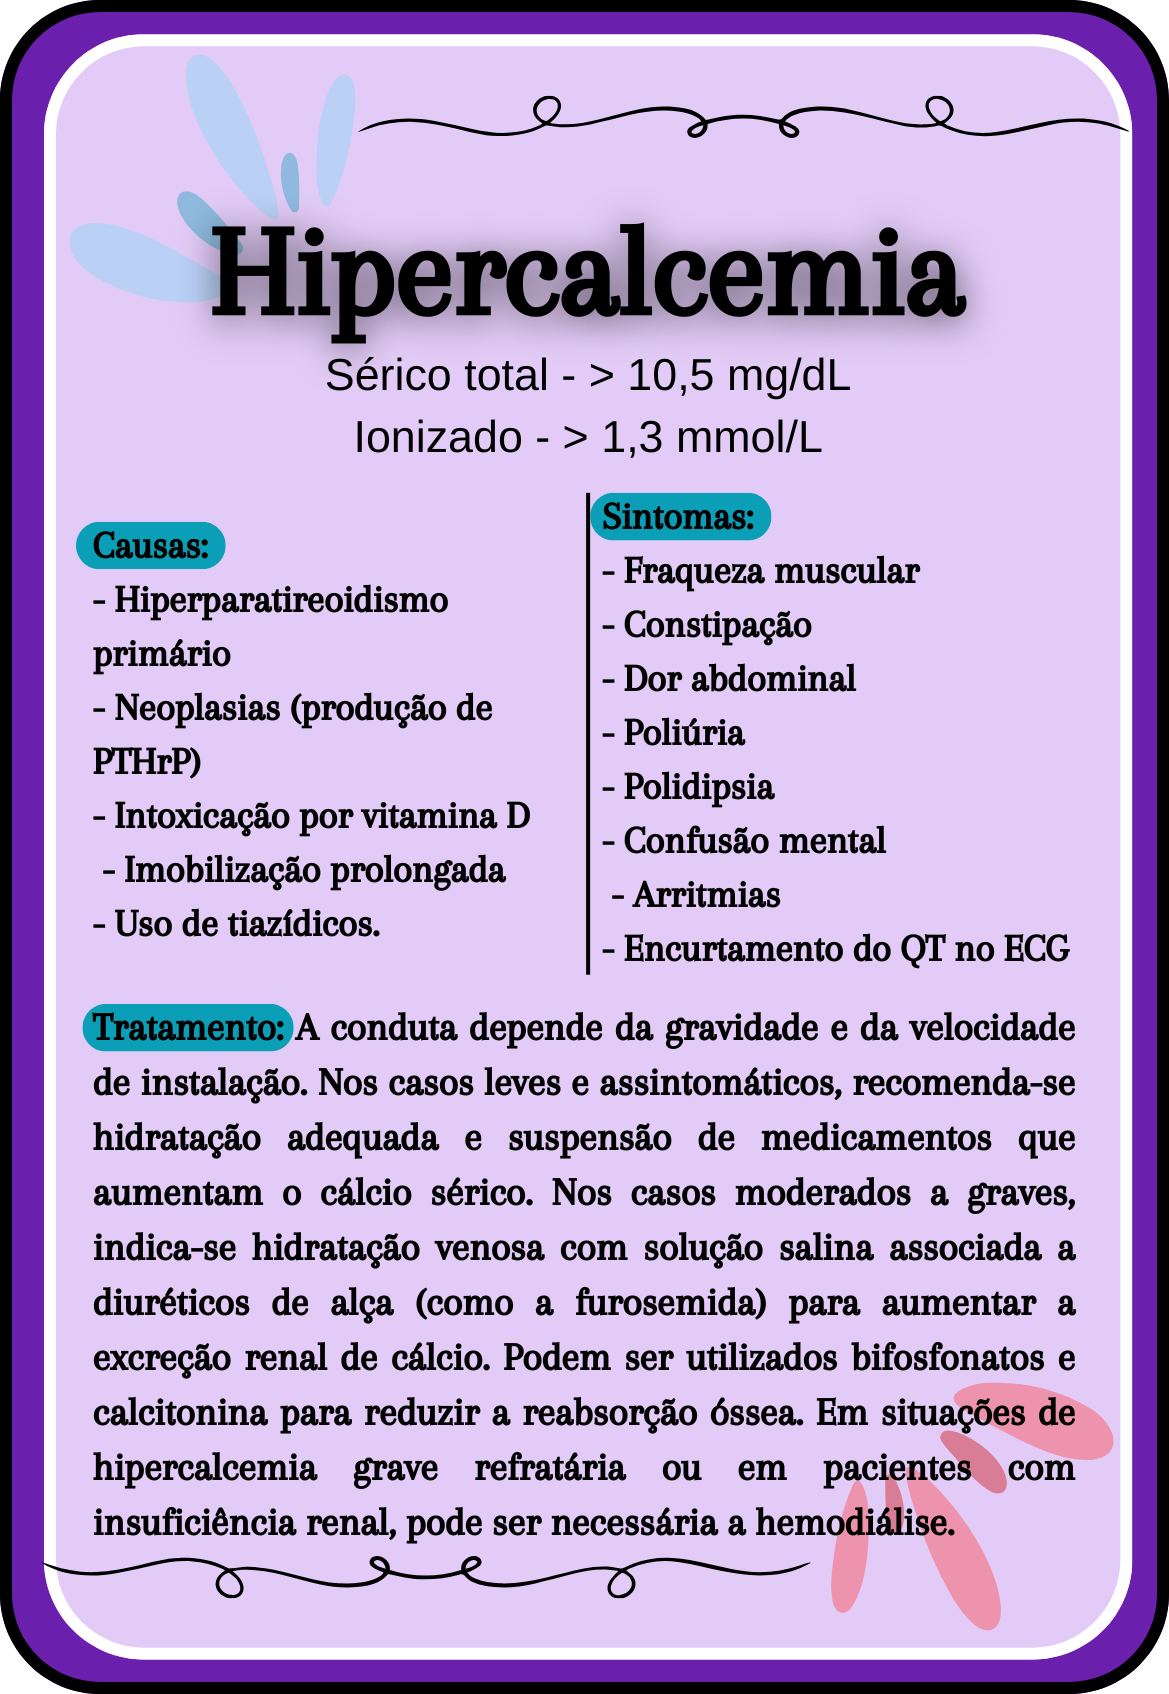 Hipercalcemia
Sérico total - > 10,5 mg/dL
Ionizado - > 1,3 mmol/L
Causas:
- Hiperparatireoidismo
primário
- Neoplasias (produção de
PTHrP)
- Intoxicação por vitamina D
- Imobilização prolongada
- Uso de tiazídicos.
Sintomas:
- Fraqueza muscular
- Constipação
- Dor abdominal
- Poliúria
- Polidipsia
- Confusão mental
- Arritmias
- Encurtamento do QT no ECG
Tratamento: A conduta depende da gravidade e da velocidade
de instalação. Nos casos leves e assintomáticos, recomenda-se
hidratação adequada e suspensão de medicamentos que
aumentam o cálcio sérico. Nos casos moderados a graves,
indica-se hidratação venosa com solução salina associada a
diuréticos de alça (como a furosemida) para aumentar a
excreção renal de cálcio. Podem ser utilizados bifosfonatos e
calcitonina para reduzir a reabsorção óssea. Em situações de
hipercalcemia grave refratária ou em pacientes com
insuficiência renal, pode ser necessária a hemodiálise.